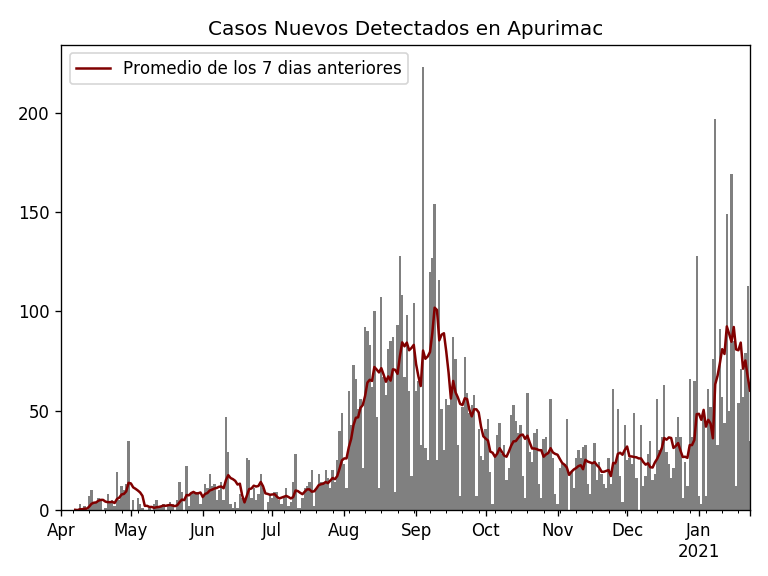 Casos Nuevos Detectados en Apurimac
Promedio de los 7 dias anteriores
200
150
100
50
0
Apr May Jun Jul Aug Sep Oct Nov Dec Jan
2021